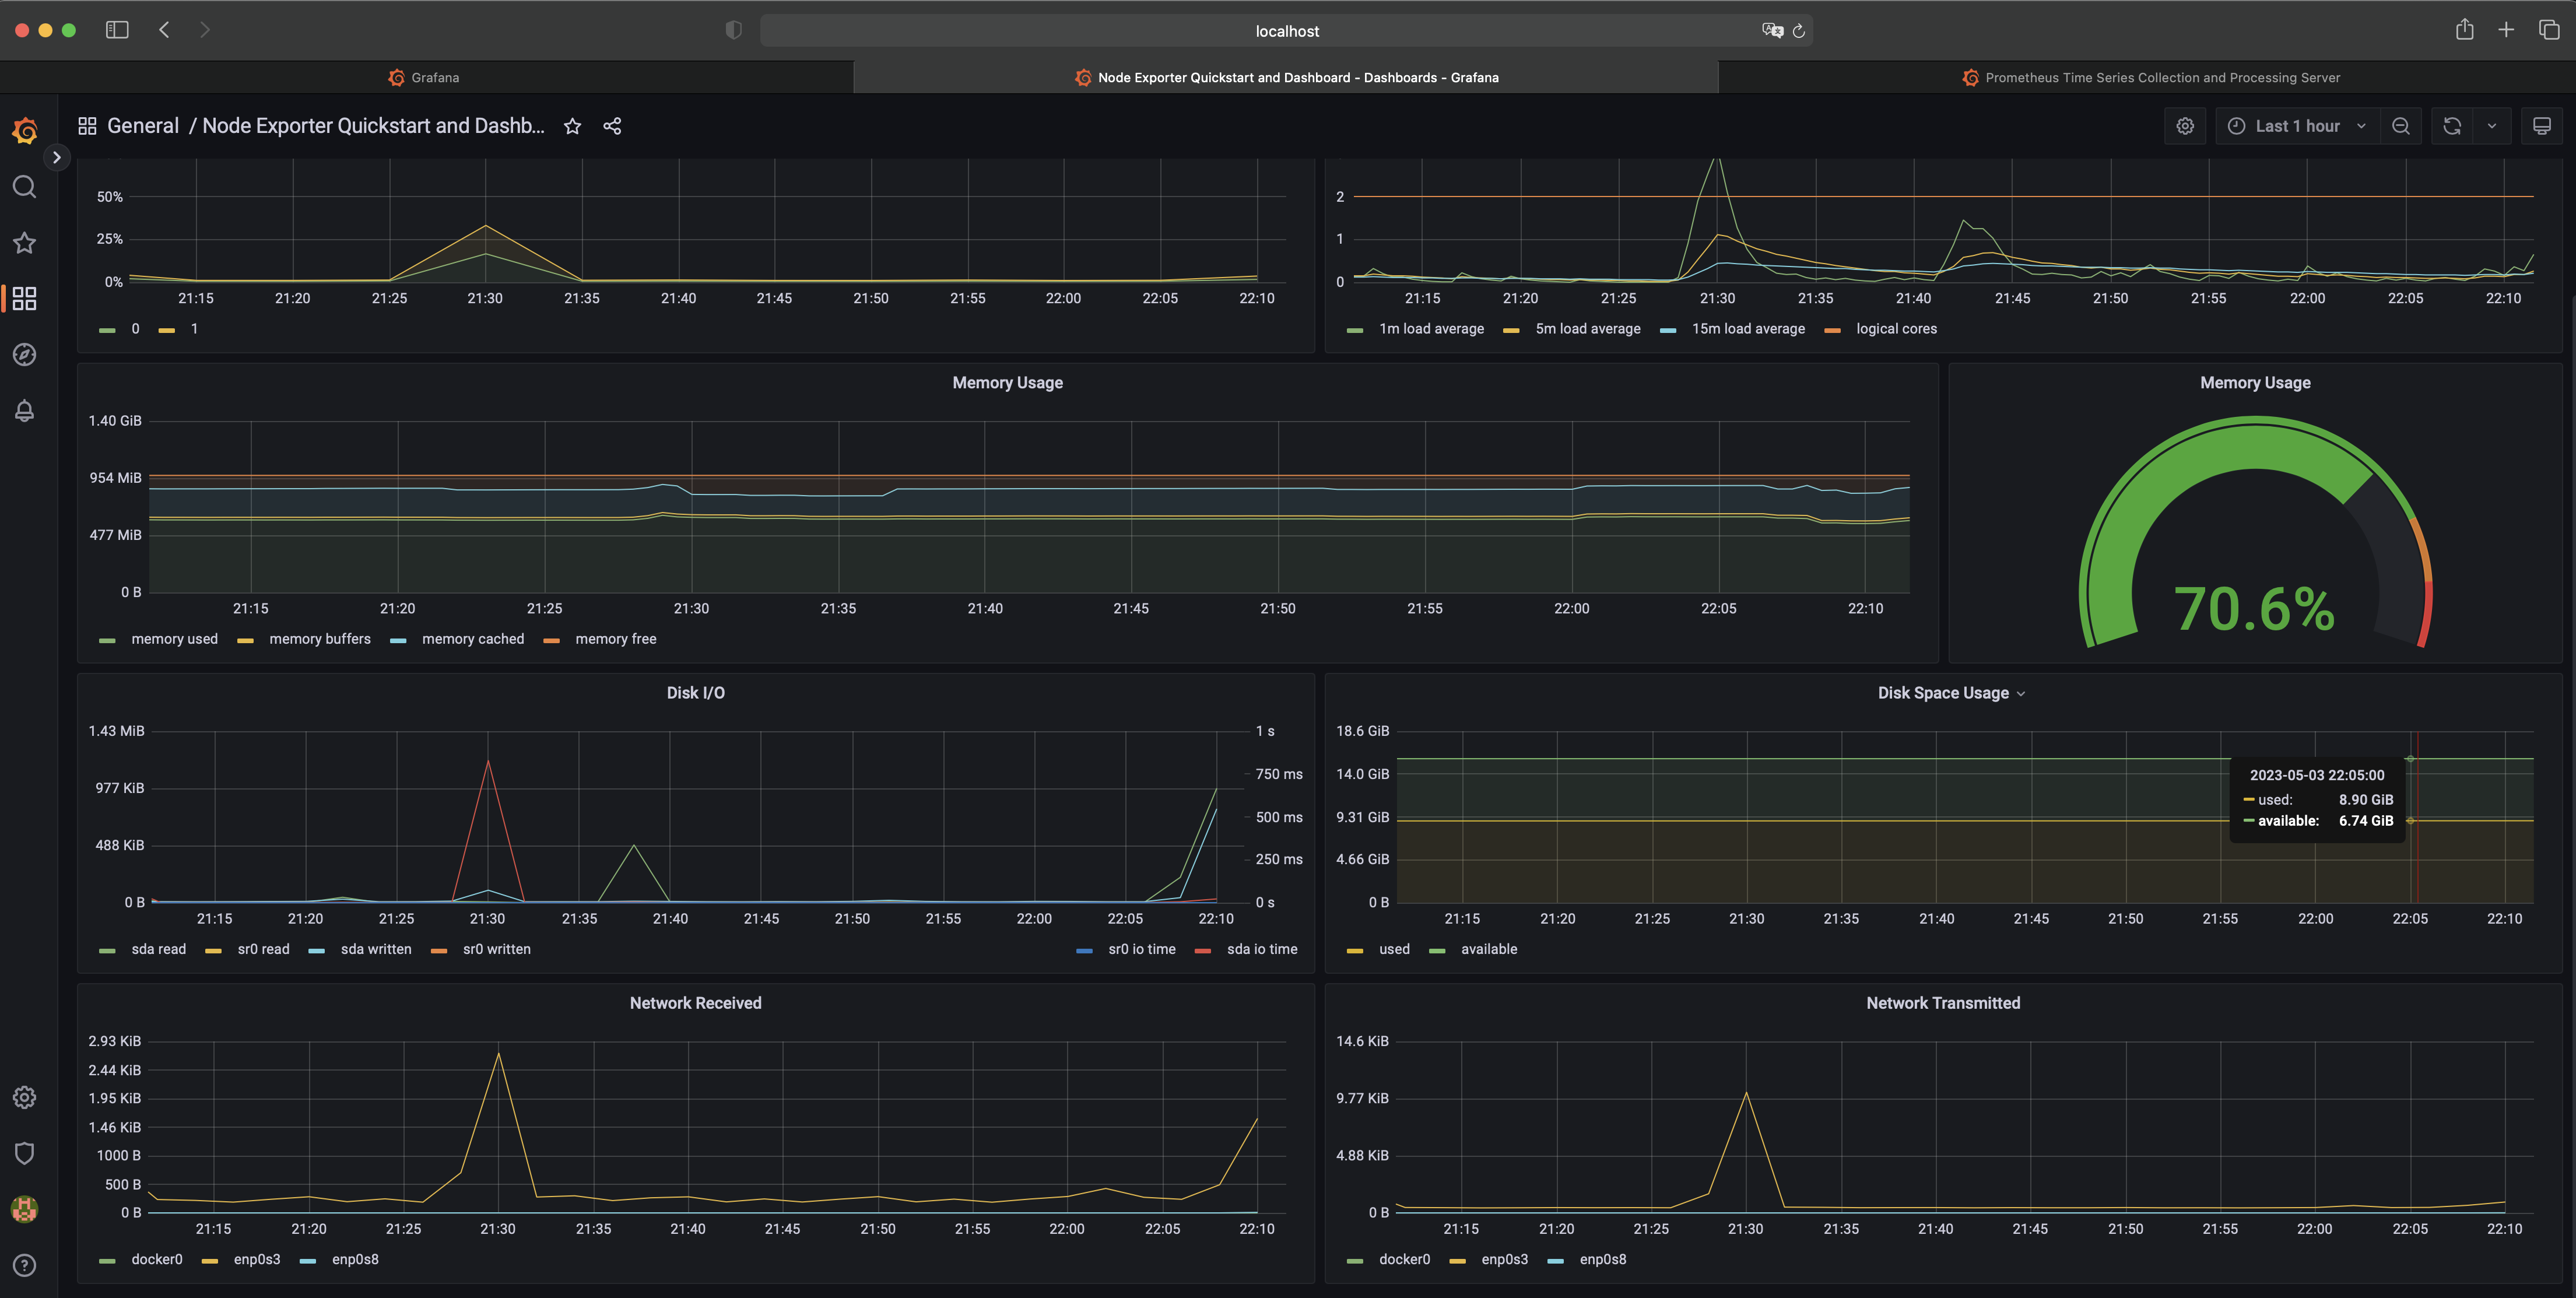 localhost
Grafana
Node Exporter Quickstart and Dashboard - Dashboards - Grafana
Prometheus Time Series Collection and Processing Server
General / Node Exporter Quickstart and Dashb...
Last 1 hour
50%
25%
0%
21:15 21:20 21:25 21:30 21:35 21:40 21:45 21:50 21:55 22:00 22:05 22:10
0 1
2
1
0
21:15 21:20 21:25 21:30 21:35 21:40 21:45 21:50 21:55 22:00 22:05 22:10
1m load average 5m load average 15m load average logical cores
Memory Usage
1.40 GiB
954 MiB
477 MiB
0 B
21:15 21:20 21:25 21:30 21:35 21:40 21:45 21:50 21:55 22:00 22:05 22:10
memory used memory buffers memory cached memory free
Memory Usage
70.6%
Disk I/O
1.43 MiB
977 KiB
488 KiB
0 B
1 s
750 ms
500 ms
250 ms
0 s
21:15 21:20 21:25 21:30 21:35 21:40 21:45 21:50 21:55 22:00 22:05 22:10
sda read sr0 read sda written sr0 written sr0 io time sda io time
Disk Space Usage
18.6 GiB
14.0 GiB
9.31 GiB
4.66 GiB
0 B
2023-05-03 22:05:00
used: 8.90 GiB
available: 6.74 GiB
21:15 21:20 21:25 21:30 21:35 21:40 21:45 21:50 21:55 22:00 22:05 22:10
used available
Network Received
2.93 KiB
2.44 KiB
1.95 KiB
1.46 KiB
1000 B
500 B
0 B
21:15 21:20 21:25 21:30 21:35 21:40 21:45 21:50 21:55 22:00 22:05 22:10
docker0 enp0s3 enp0s8
Network Transmitted
14.6 KiB
9.77 KiB
4.88 KiB
0 B
21:15 21:20 21:25 21:30 21:35 21:40 21:45 21:50 21:55 22:00 22:05 22:10
docker0 enp0s3 enp0s8